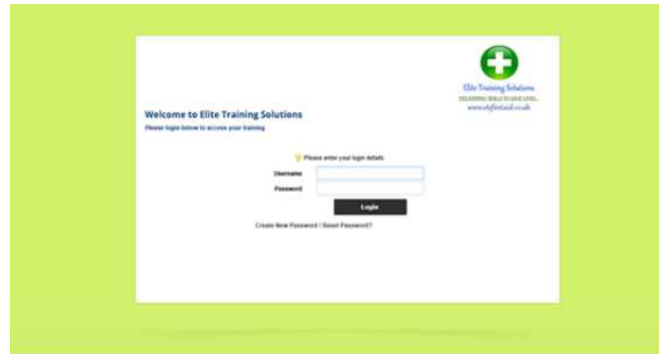 Elite Training Solutions
DELIVERING SKILLS TO SAVE LIVES.
www.etsfirstaid.co.uk
Welcome to Elite Training Solutions
Please login below to access your training
Please enter your login details
Username
Password
Login
Create New Password / Reset Password?